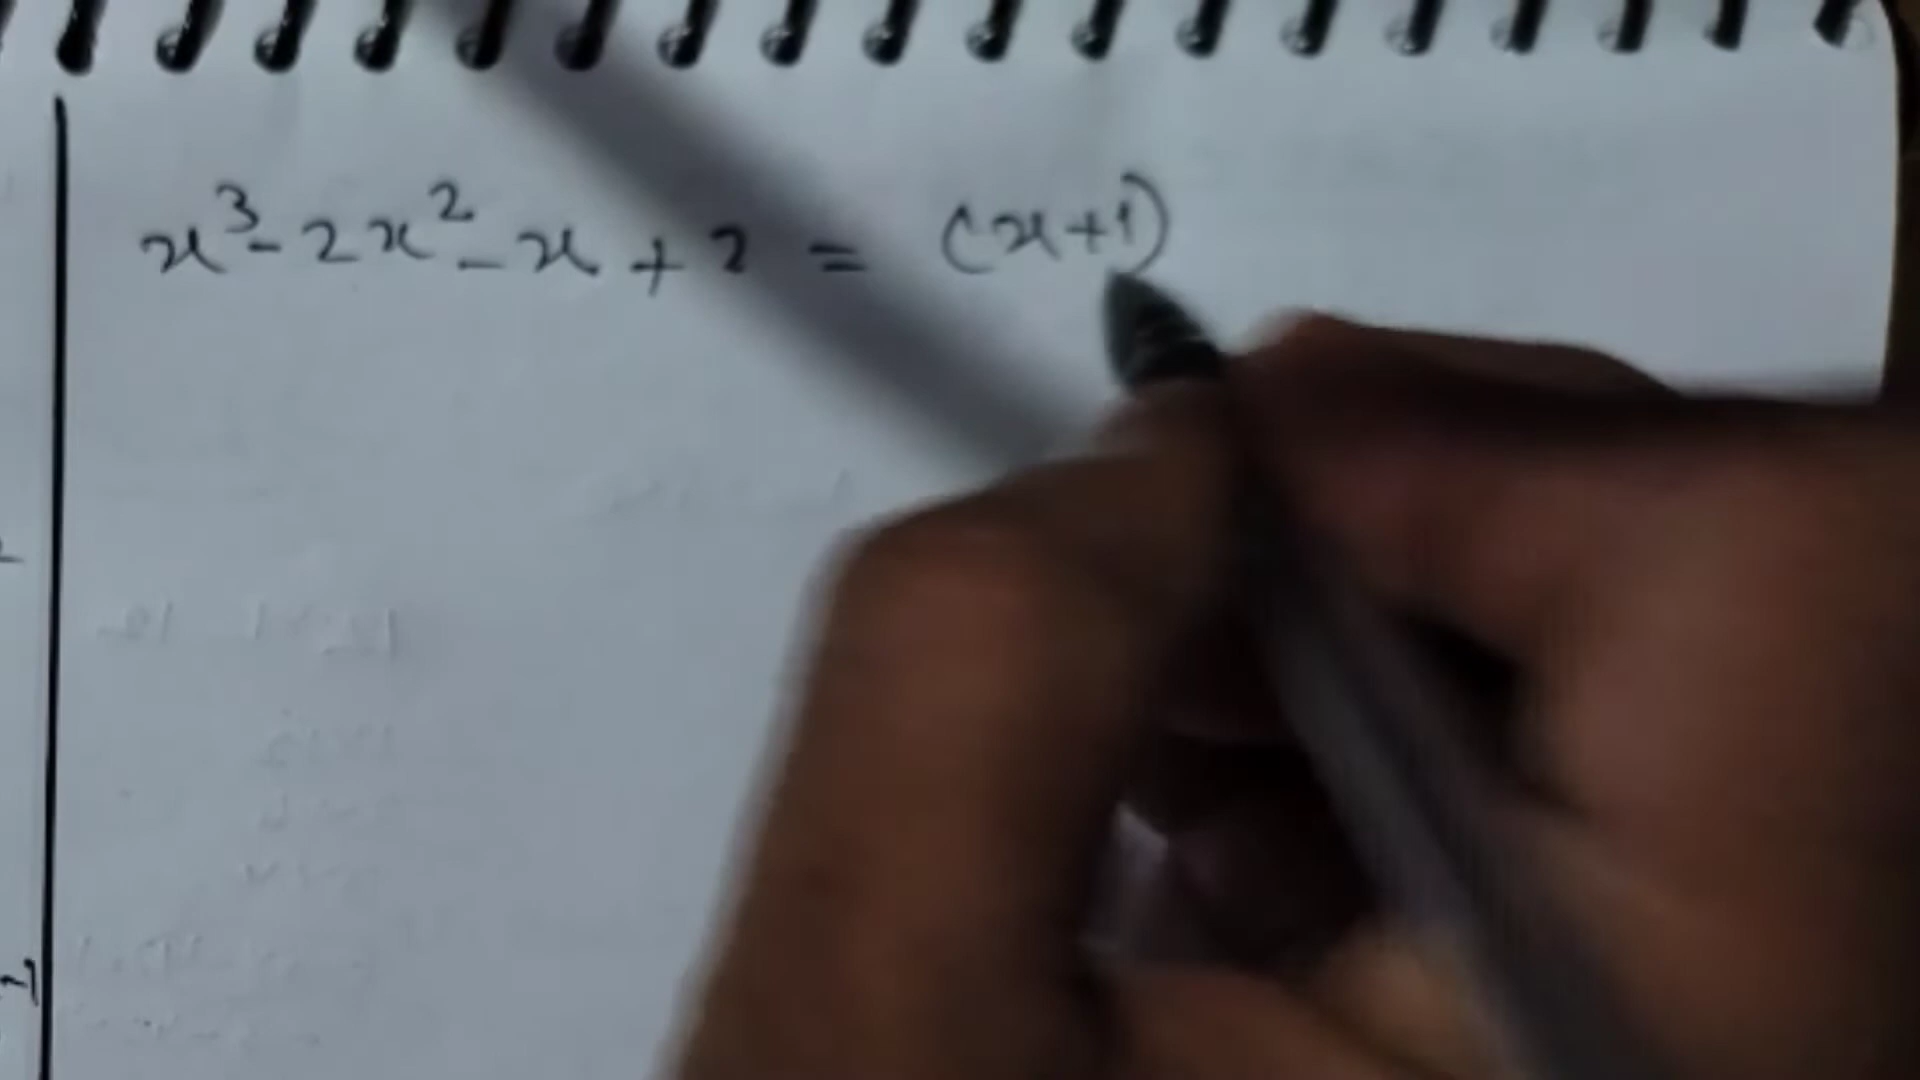 x³-2x²-x+2 = (x+1)